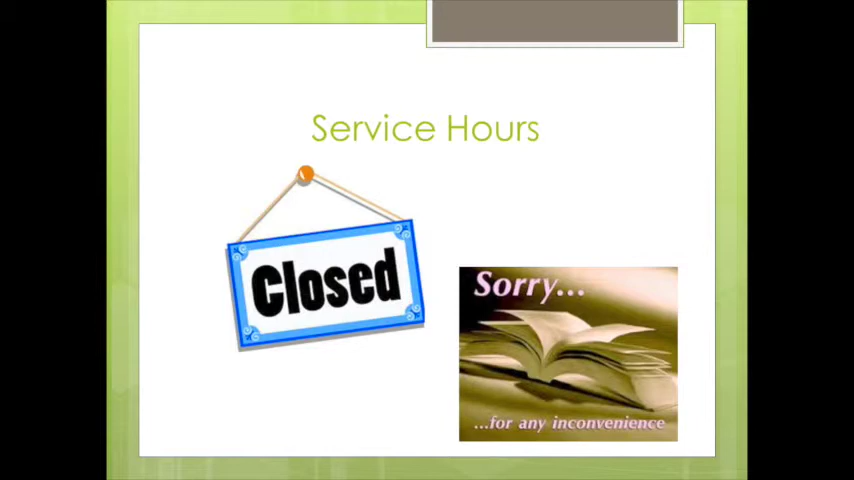 Service Hours
Closed
Sorry...
...for any inconvenience